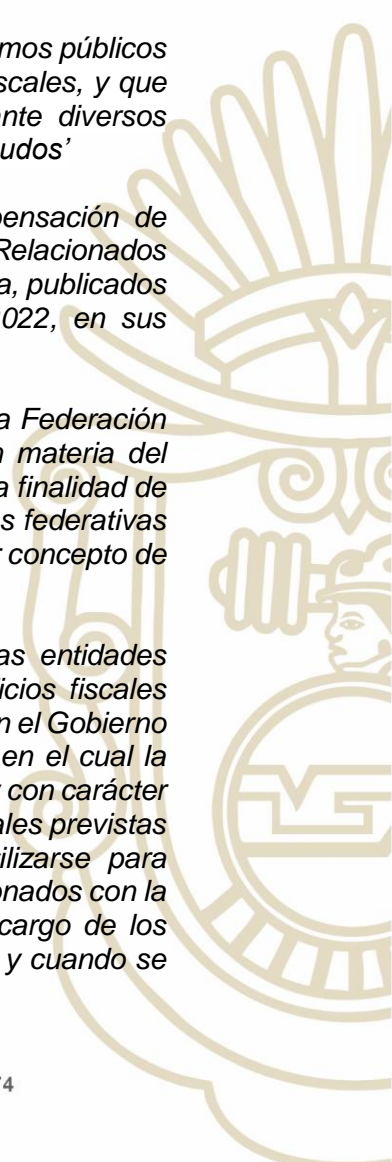 mos públicos
scales, y que
ante diversos
udos’
pensación de
Relacionados
a, publicados
022, en sus
a Federación
n materia del
a finalidad de
s federativas
r concepto de
as entidades
icios fiscales
n el Gobierno
en el cual la
r con carácter
ales previstas
ilizarse para
onados con la
cargo de los
y cuando se
74